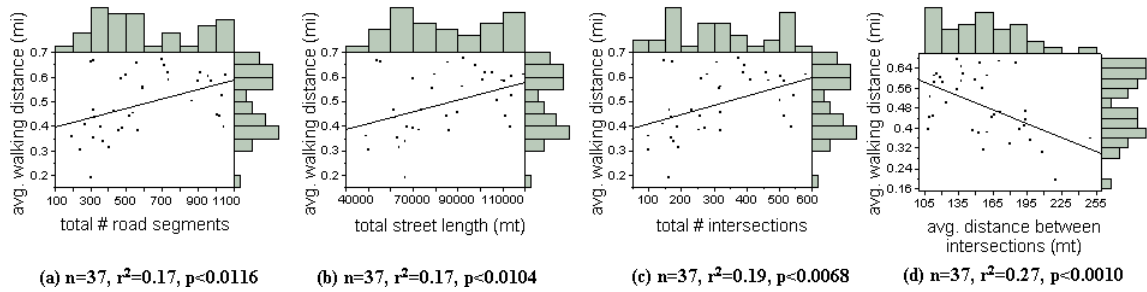 avg. walking distance (mi)
0.7
0.6
0.5
0.4
0.3
0.2
100 300 500 700 900 1100
total # road segments
(a) n=37, r²=0.17, p<0.0116
avg. walking distance (mi)
0.7
0.6
0.5
0.4
0.3
0.2
40000 70000 90000 110000
total street length (mt)
(b) n=37, r²=0.17, p<0.0104
avg. walking distance (mi)
0.7
0.6
0.5
0.4
0.3
0.2
100 200 300 400 500 600
total # intersections
(c) n=37, r²=0.19, p<0.0068
avg. walking distance (mi)
0.64
0.56
0.48
0.4
0.32
0.24
0.16
105 135 165 195 225 255
avg. distance between
intersections (mt)
(d) n=37, r²=0.27, p<0.0010